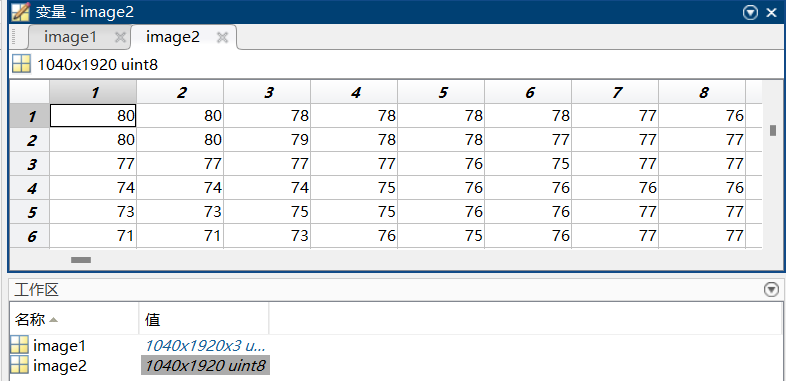 变量 - image2
image1 image2
1040x1920 uint8
1 2 3 4 5 6 7 8
1 80 80 78 78 78 78 77 76
2 80 80 79 78 78 77 77 77
3 77 77 77 77 76 75 77 77
4 74 74 74 75 76 76 76 76
5 73 73 75 75 76 76 77 77
6 71 71 73 76 75 76 77 77
工作区
名称 值
image1 1040x1920x3 u...
image2 1040x1920 uint8